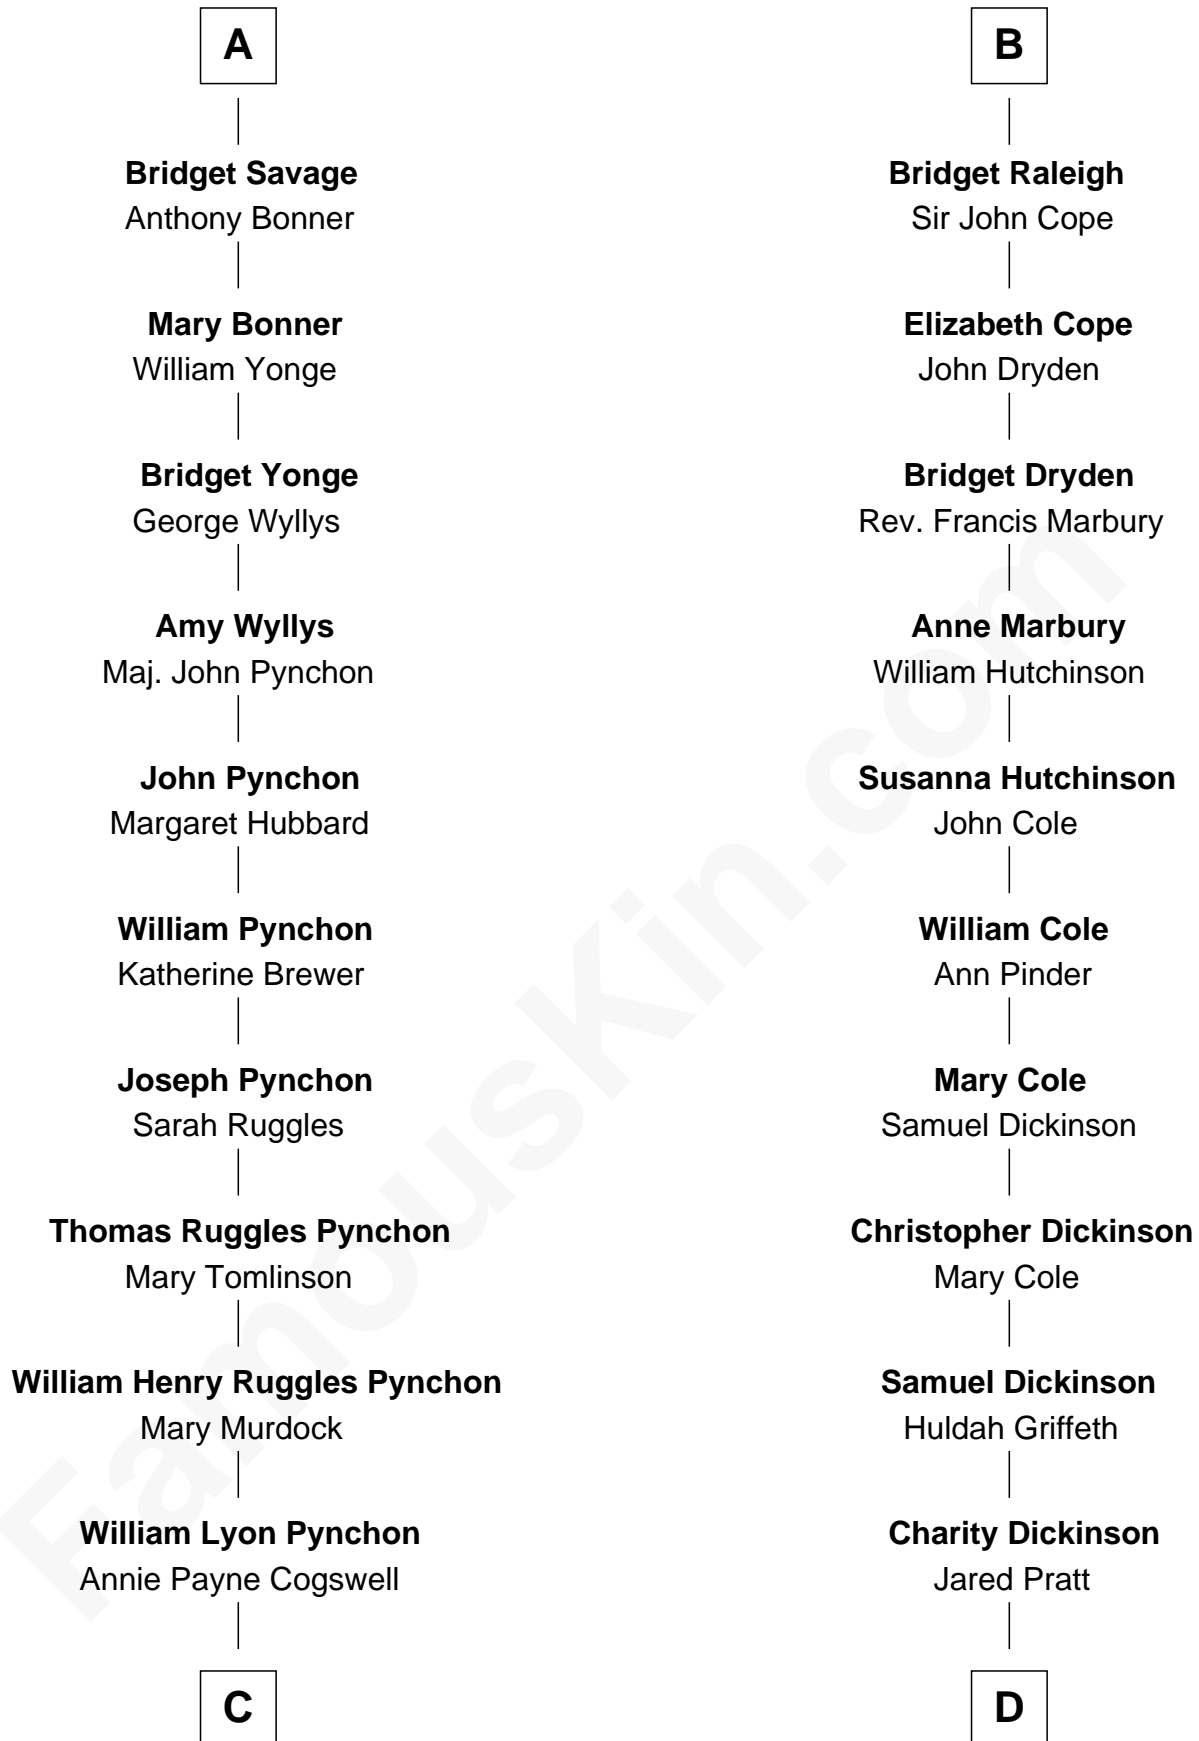 A
Bridget Savage
Anthony Bonner
Mary Bonner
William Yonge
Bridget Yonge
George Wyllys
Amy Wyllys
Maj. John Pynchon
John Pynchon
Margaret Hubbard
William Pynchon
Katherine Brewer
Joseph Pynchon
Sarah Ruggles
Thomas Ruggles Pynchon
Mary Tomlinson
William Henry Ruggles Pynchon
Mary Murdock
William Lyon Pynchon
Annie Payne Cogswell
C
B
Bridget Raleigh
Sir John Cope
Elizabeth Cope
John Dryden
Bridget Dryden
Rev. Francis Marbury
Anne Marbury
William Hutchinson
Susanna Hutchinson
John Cole
William Cole
Ann Pinder
Mary Cole
Samuel Dickinson
Christopher Dickinson
Mary Cole
Samuel Dickinson
Huldah Griffeth
Charity Dickinson
Jared Pratt
D
FamousKin.com